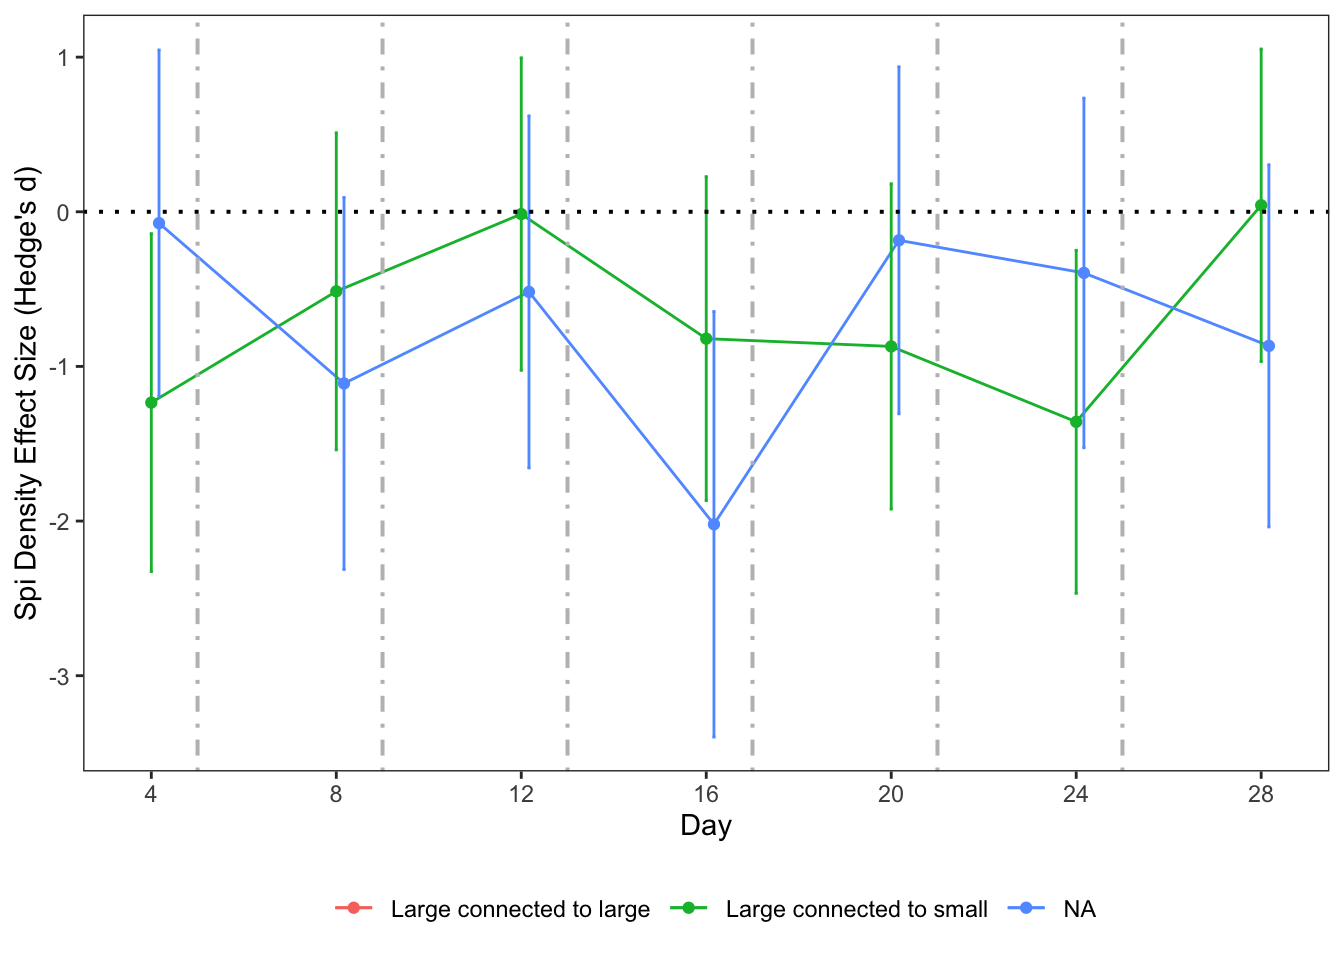 Spi Density Effect Size (Hedge's d)
1
0
-1
-2
-3
4 8 12 16 20 24 28
Day
Large connected to large Large connected to small NA